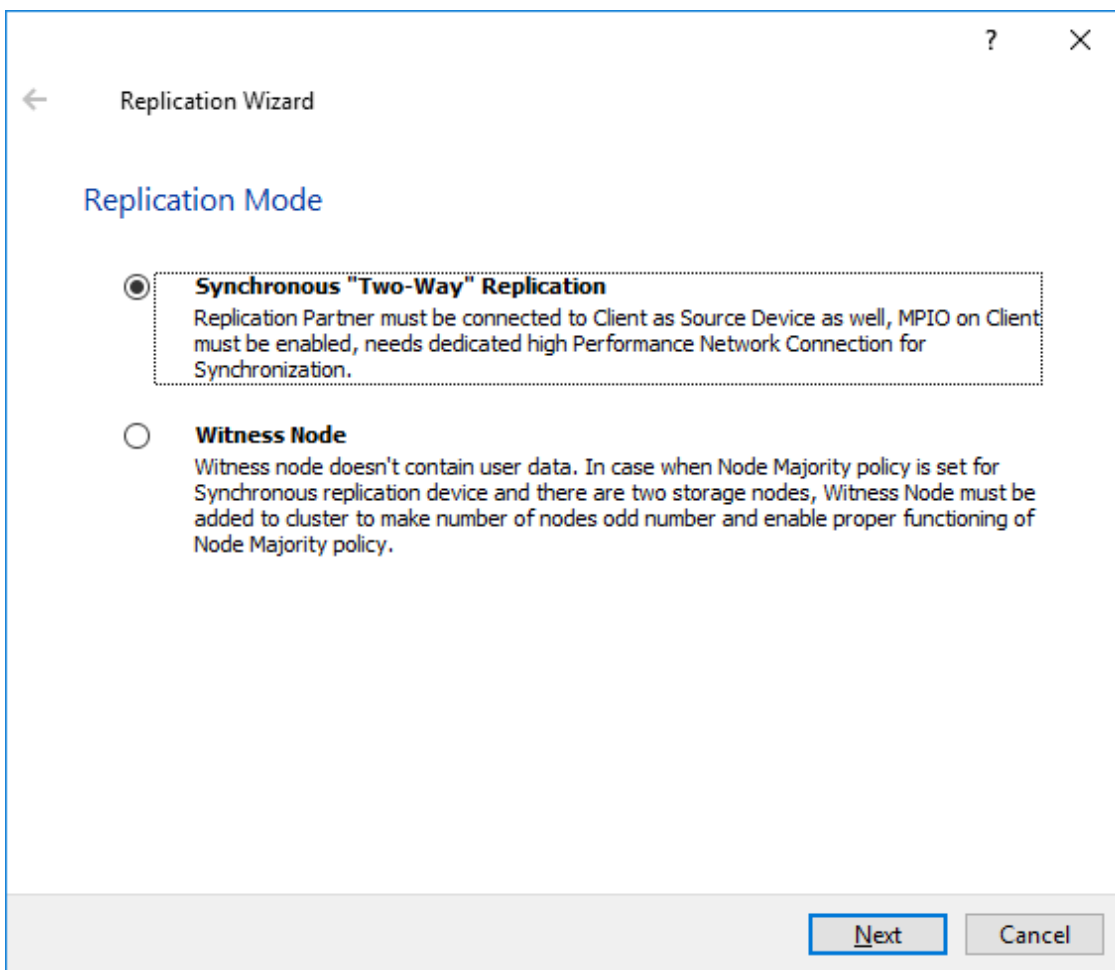 ?
Replication Wizard
Replication Mode
Synchronous "Two-Way" Replication
Replication Partner must be connected to Client as Source Device as well, MPIO on Client
must be enabled, needs dedicated high Performance Network Connection for
Synchronization.
Witness Node
Witness node doesn't contain user data. In case when Node Majority policy is set for
Synchronous replication device and there are two storage nodes, Witness Node must be
added to cluster to make number of nodes odd number and enable proper functioning of
Node Majority policy.
Next Cancel